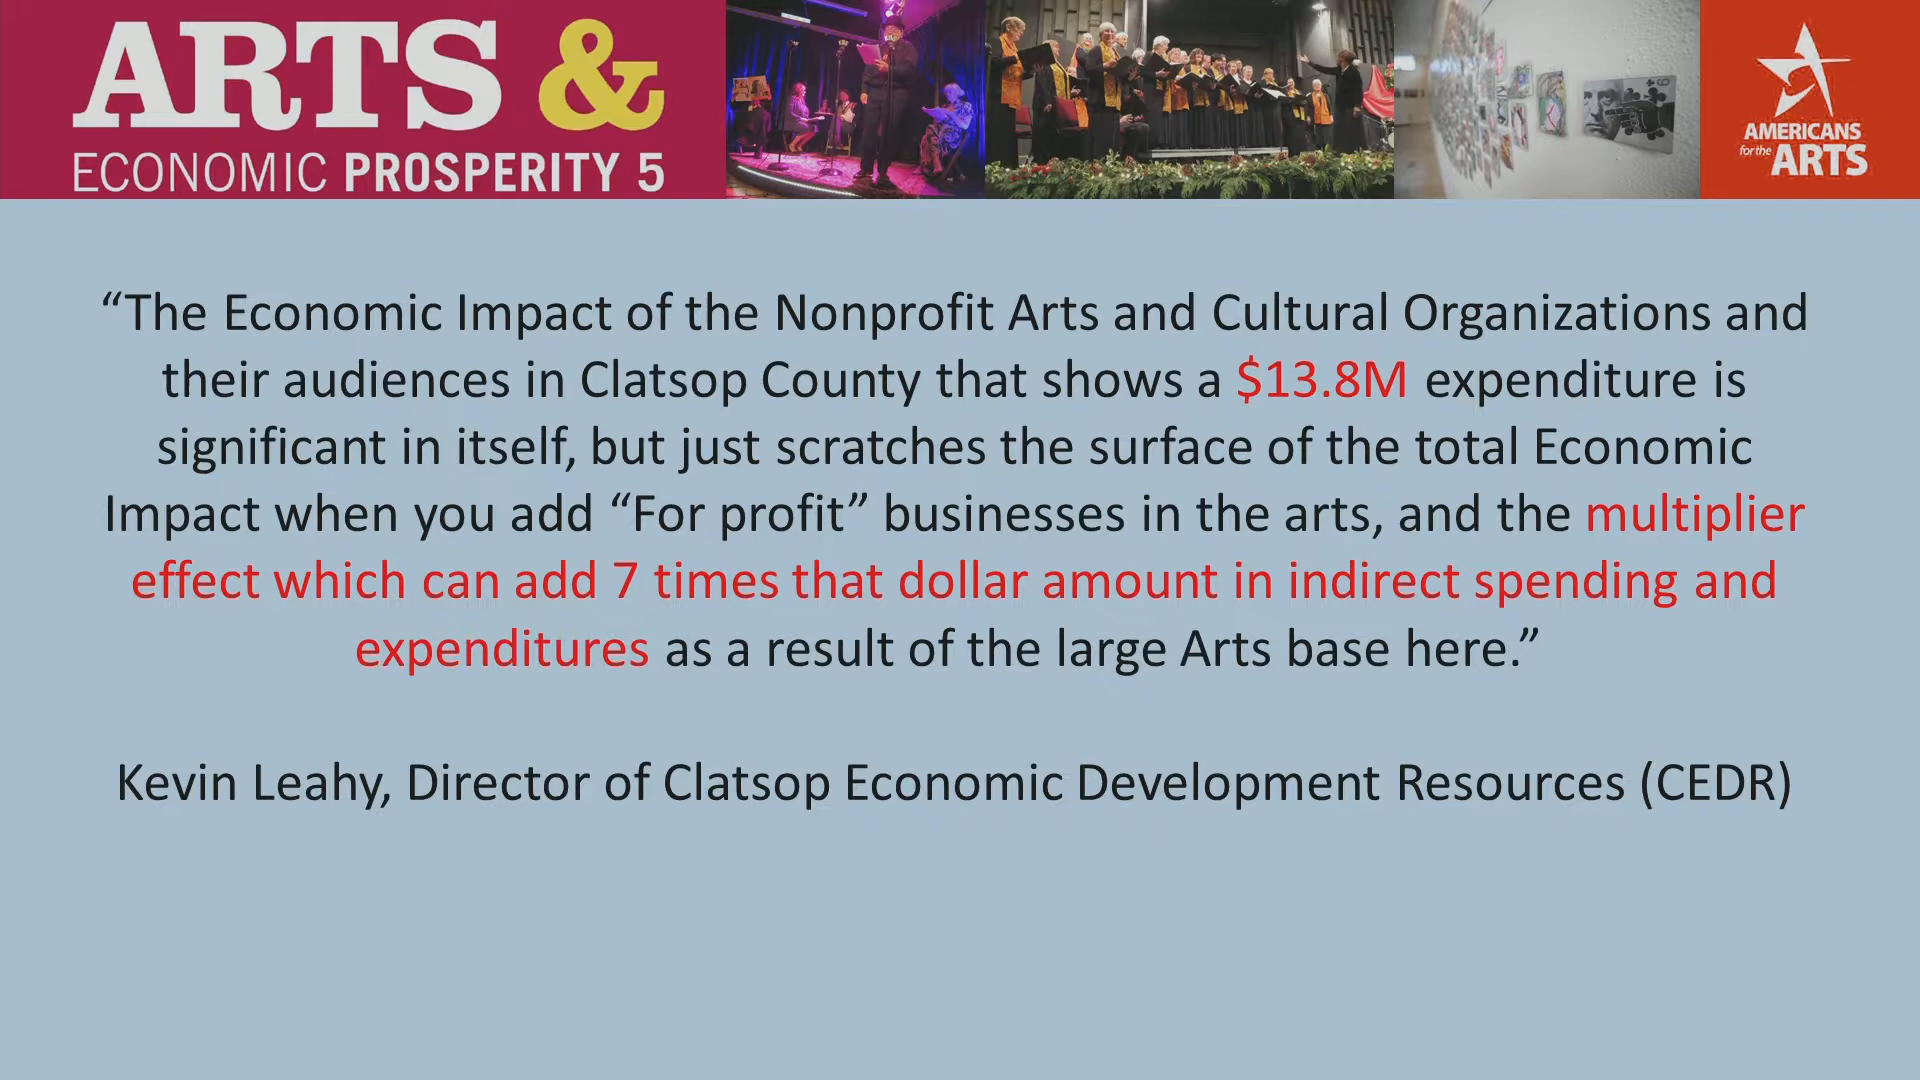 ARTS &
ECONOMIC PROSPERITY 5
AMERICANS
for the
ARTS
“The Economic Impact of the Nonprofit Arts and Cultural Organizations and
their audiences in Clatsop County that shows a $13.8M expenditure is
significant in itself, but just scratches the surface of the total Economic
Impact when you add “For profit” businesses in the arts, and the multiplier
effect which can add 7 times that dollar amount in indirect spending and
expenditures as a result of the large Arts base here.”
Kevin Leahy, Director of Clatsop Economic Development Resources (CEDR)